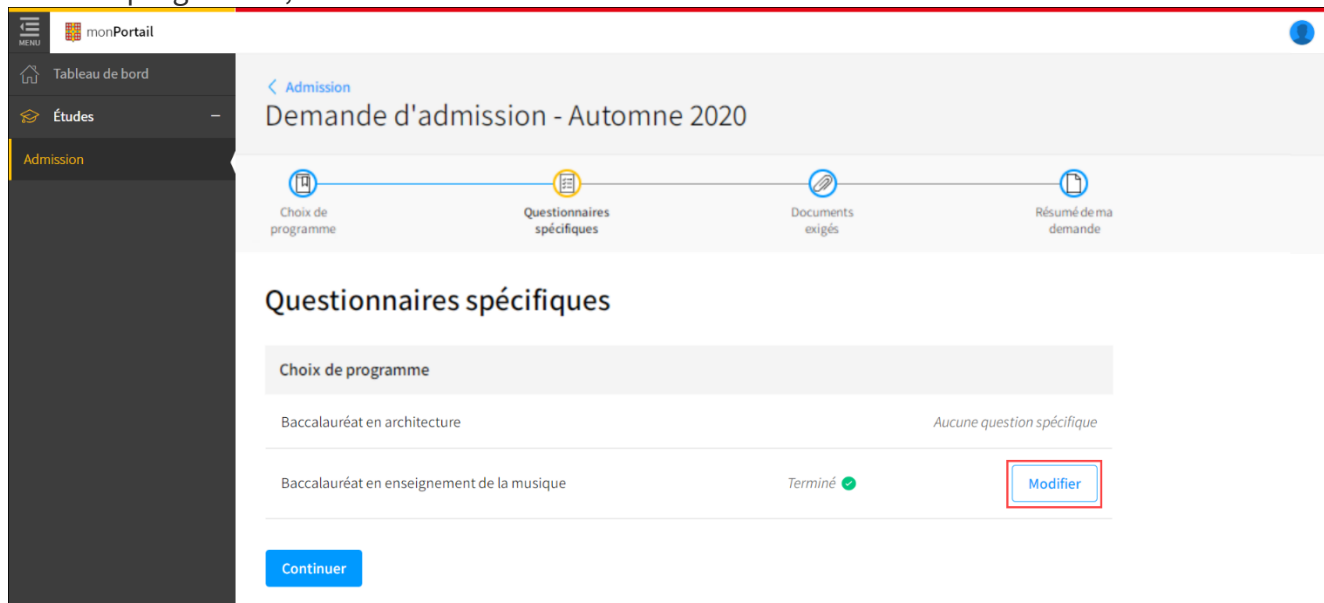 MENU
monPortail
Tableau de bord
Études
Admission
Admission
Demande d'admission - Automne 2020
Choix de
programme
Questionnaires
spécifiques
Documents
exigés
Résumé de ma
demande
Questionnaires spécifiques
Choix de programme
Baccalauréat en architecture
Aucune question spécifique
Baccalauréat en enseignement de la musique
Terminé
Modifier
Continuer